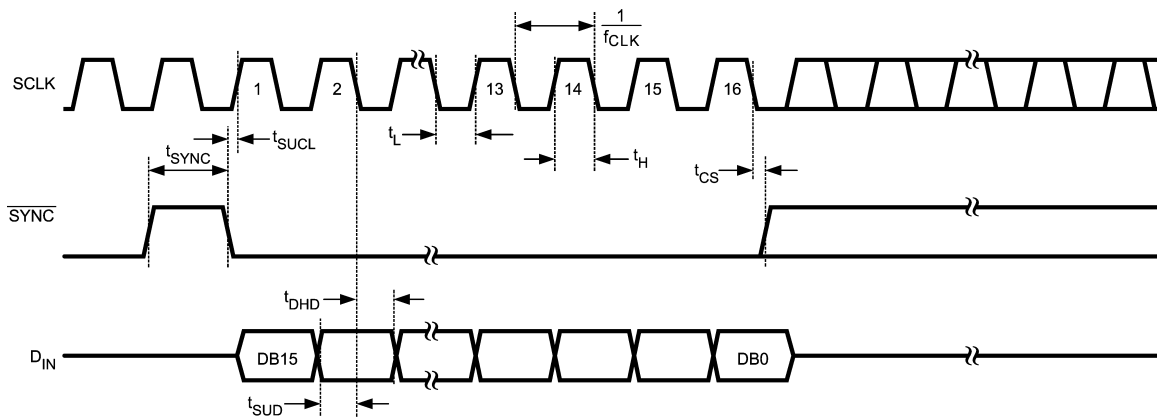 1
fCLK
SCLK 1 2 13 14 15 16
tSUCL tL tH
tSYNC tCS
SYNC
tDHD
DIN DB15 DB0
tSUD